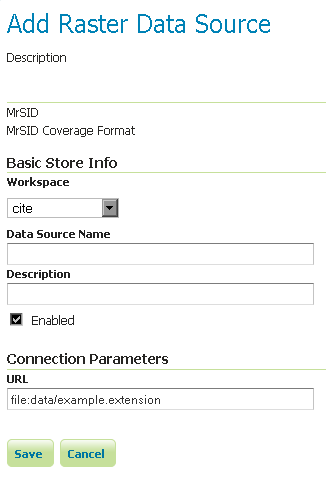 Add Raster Data Source
Description
MrSID
MrSID Coverage Format
Basic Store Info
Workspace
cite
Data Source Name
Description
Enabled
Connection Parameters
URL
file:data/example.extension
Save Cancel